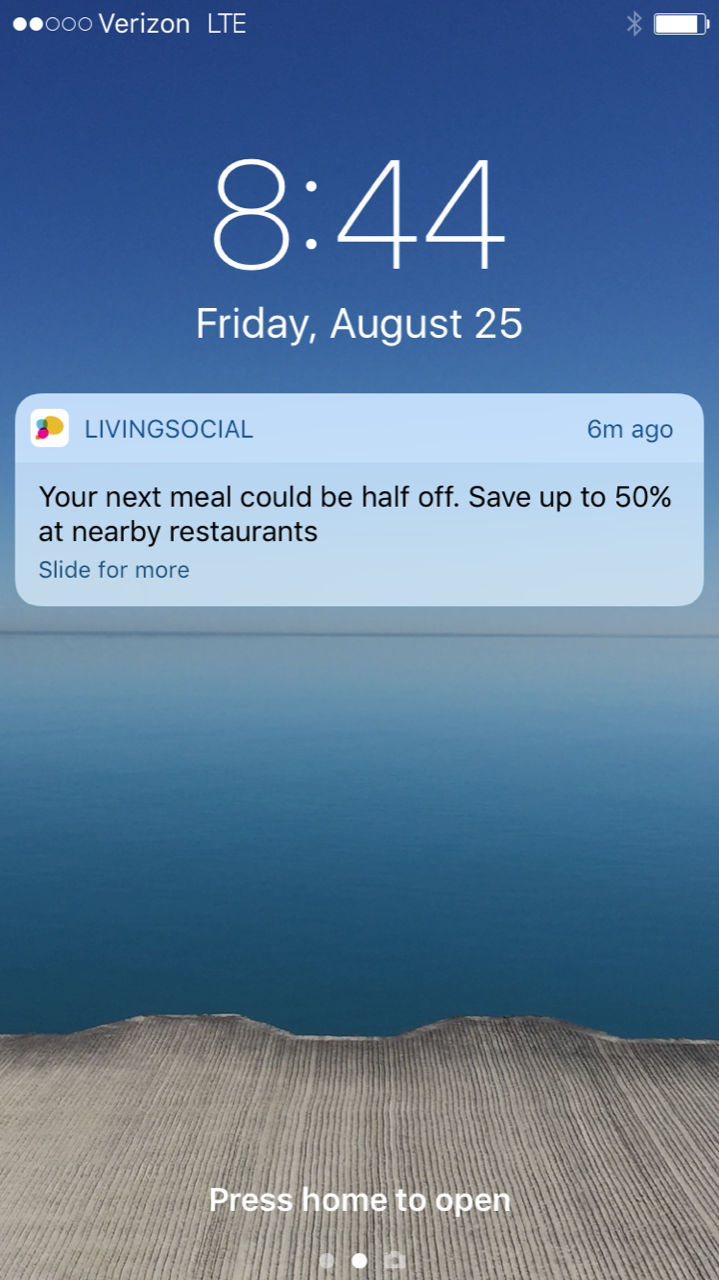 Verizon LTE
8:44
Friday, August 25
LIVINGSOCIAL 6m ago
Your next meal could be half off. Save up to 50%
at nearby restaurants
Slide for more
Press home to open